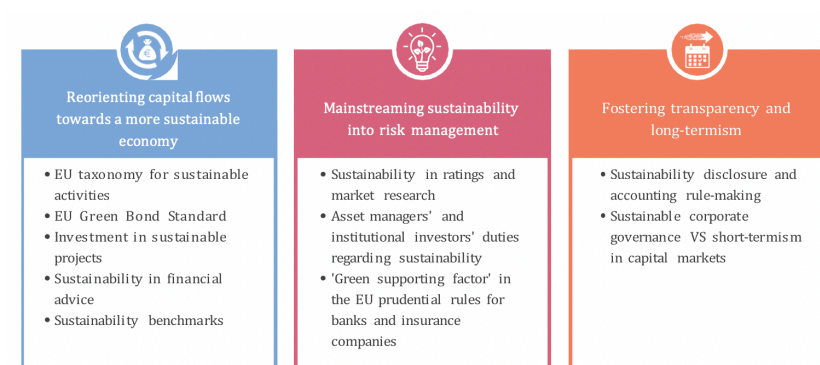 Reorienting capital flows
towards a more sustainable
economy
• EU taxonomy for sustainable
activities
• EU Green Bond Standard
• Investment in sustainable
projects
• Sustainability in financial
advice
• Sustainability benchmarks
Mainstreaming sustainability
into risk management
• Sustainability in ratings and
market research
• Asset managers' and
institutional investors' duties
regarding sustainability
• 'Green supporting factor' in
the EU prudential rules for
banks and insurance
companies
Fostering transparency and
long-termism
• Sustainability disclosure and
accounting rule-making
• Sustainable corporate
governance VS short-termism
in capital markets